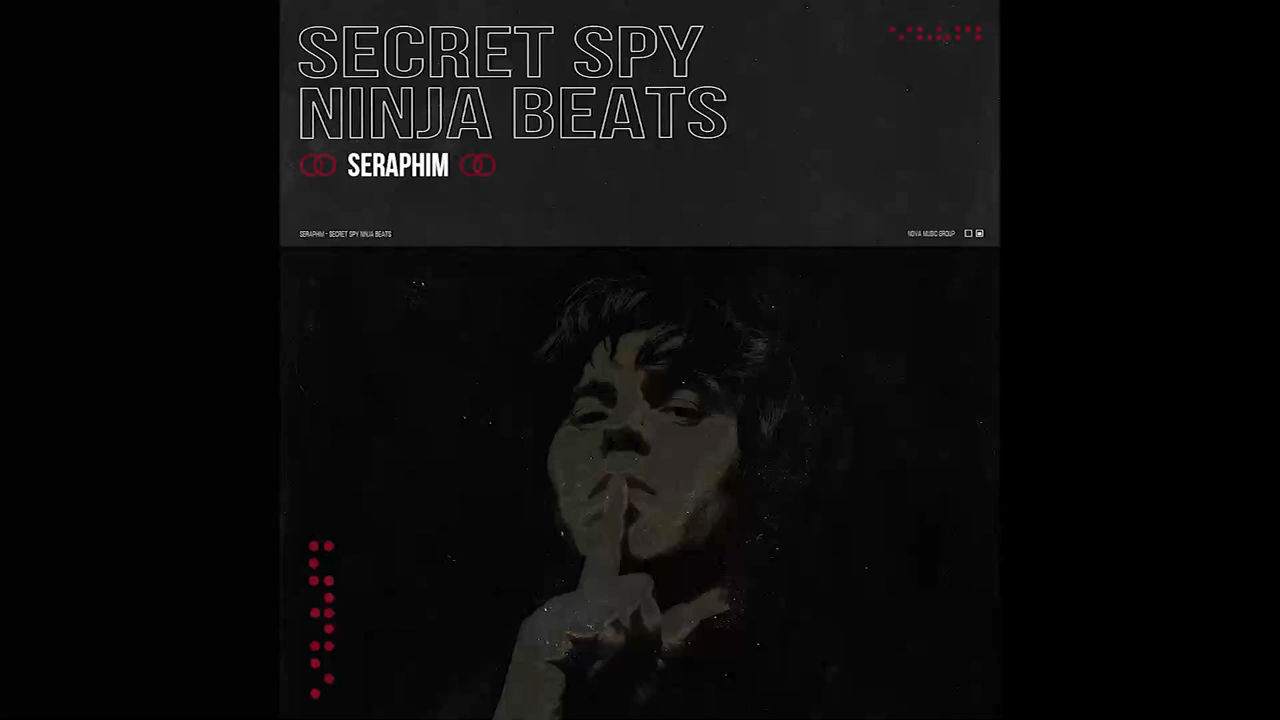 SECRET SPY
NINJA BEATS
SERAPHIM
SERAPHIM - SECRET SPY NINJA BEATS
NOVA MUSIC GROUP